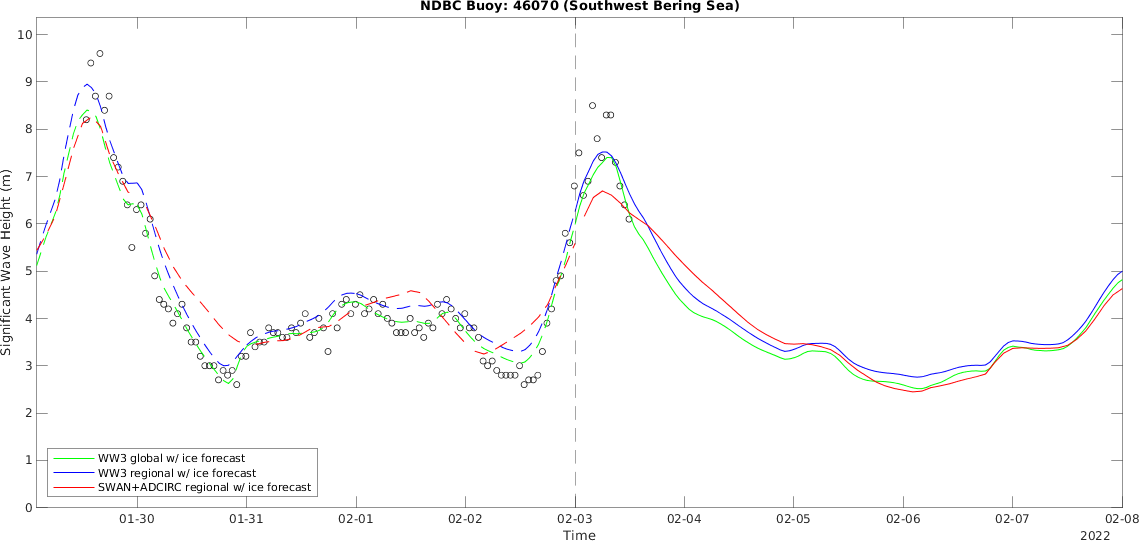 NDBC Buoy: 46070 (Southwest Bering Sea)
10
9
8
7
6
5
4
3
2
1
0
Significant Wave Height (m)
WW3 global w/ ice forecast
WW3 regional w/ ice forecast
SWAN+ADCIRC regional w/ ice forecast
01-30 01-31 02-01 02-02 02-03 02-04 02-05 02-06 02-07 02-08
Time
2022